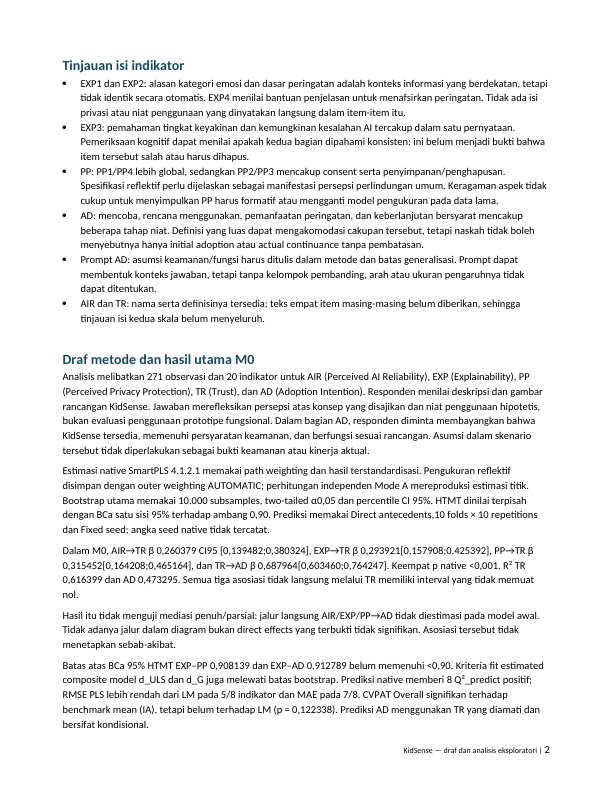 Tinjauan isi indikator
• EXP1 dan EXP2: alasan kategori emosi dan dasar peringatan adalah konteks informasi yang berdekatan, tetapi
tidak identik secara otomatis. EXP4 menilai bantuan penjelasan untuk menafsirkan peringatan. Tidak ada isi
privasi atau niat penggunaan yang dinyatakan langsung dalam item-item itu.
• EXP3: pemahaman tingkat keyakinan dan kemungkinan kesalahan AI tercakup dalam satu pernyataan.
Pemeriksaan kognitif dapat menilai apakah kedua bagian dipahami konsisten; ini belum menjadi bukti bahwa
item tersebut salah atau harus dihapus.
• PP: PP1/PP4 lebih global, sedangkan PP2/PP3 mencakup consent serta penyimpanan/penghapusan.
Spesifikasi reflektif perlu dijelaskan sebagai manifestasi persepsi perlindungan umum. Keragaman aspek tidak
cukup untuk menyimpulkan PP harus formatif atau mengganti model pengukuran pada data lama.
• AD: mencoba, rencana menggunakan, pemanfaatan peringatan, dan keberlanjutan bersyarat mencakup
beberapa tahap niat. Definisi yang luas dapat mengakomodasi cakupan tersebut, tetapi naskah tidak boleh
menyebutnya hanya initial adoption atau actual continuance tanpa pembatasan.
• Prompt AD: asumsi keamanan/fungsi harus ditulis dalam metode dan batas generalisasi. Prompt dapat
membentuk konteks jawaban, tetapi tanpa kelompok pembanding, arah atau ukuran pengaruhnya tidak
dapat ditentukan.
• AIR dan TR: nama serta definisinya tersedia; teks empat item masing-masing belum diberikan, sehingga
tinjauan isi kedua skala belum menyeluruh.
Draf metode dan hasil utama M0
Analisis melibatkan 271 observasi dan 20 indikator untuk AIR (Perceived AI Reliability), EXP (Explainability), PP
(Perceived Privacy Protection), TR (Trust), dan AD (Adoption Intention). Responden menilai deskripsi dan gambar
rancangan KidSense. Jawaban merefleksikan persepsi atas konsep yang disajikan dan niat penggunaan hipotetis,
bukan evaluasi penggunaan prototipe fungsional. Dalam bagian AD, responden diminta membayangkan bahwa
KidSense tersedia, memenuhi persyaratan keamanan, dan berfungsi sesuai rancangan. Asumsi dalam skenario
tersebut tidak diperlakukan sebagai bukti keamanan atau kinerja aktual.
Estimasi native SmartPLS 4.1.2.1 memakai path weighting dan hasil terstandardisasi. Pengukuran reflektif
disimpan dengan outer weighting AUTOMATIC; perhitungan independen Mode A mereproduksi estimasi titik.
Bootstrap utama memakai 10.000 subsamples, two-tailed α0,05 dan percentile CI 95%. HTMT dinilai terpisah
dengan BCa satu sisi 95% terhadap ambang 0,90. Prediksi memakai Direct antecedents,10 folds × 10 repetitions
dan Fixed seed; angka seed native tidak tercatat.
Dalam M0, AIR→TR β 0,260379 CI95 [0,139482;0,380324], EXP→TR β 0,293921[0,157908;0,425392], PP→TR β
0,315452[0,164208;0,465164], dan TR→AD β 0,687964[0,603460;0,764247]. Keempat p native <0,001. R² TR
0,616399 dan AD 0,473295. Semua tiga asosiasi tidak langsung melalui TR memiliki interval yang tidak memuat
nol.
Hasil itu tidak menguji mediasi penuh/parsial: jalur langsung AIR/EXP/PP→AD tidak diestimasi pada model awal.
Tidak adanya jalur dalam diagram bukan direct effects yang terbukti tidak signifikan. Asosiasi tersebut tidak
menetapkan sebab-akibat.
Batas atas BCa 95% HTMT EXP–PP 0,908139 dan EXP–AD 0,912789 belum memenuhi <0,90. Kriteria fit estimated
composite model d_ULS dan d_G juga melewati batas bootstrap. Prediksi native memberi 8 Q²_predict positif;
RMSE PLS lebih rendah dari LM pada 5/8 indikator dan MAE pada 7/8. CVPAT Overall signifikan terhadap
benchmark mean (IA), tetapi belum terhadap LM (p = 0,122338). Prediksi AD menggunakan TR yang diamati dan
bersifat kondisional.
KidSense — draf dan analisis eksploratori | 2